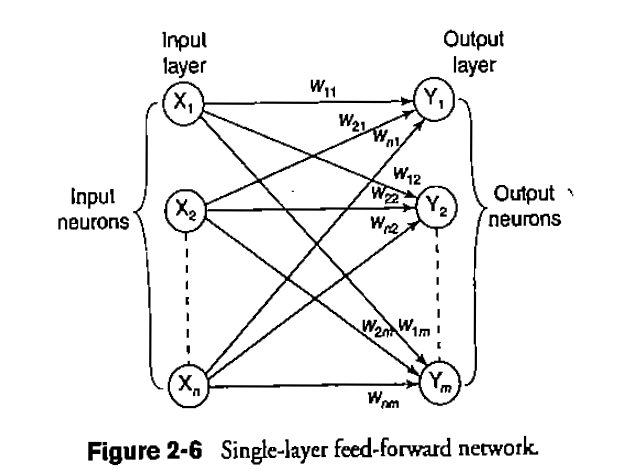 Input layer
Output layer
X1
w11
Y1
w21
wn1
w12
Input neurons
X2
w22
Y2
Output neurons
wn2
w2m
w1m
Xn
wnm
Ym
Figure 2-6 Single-layer feed-forward network.